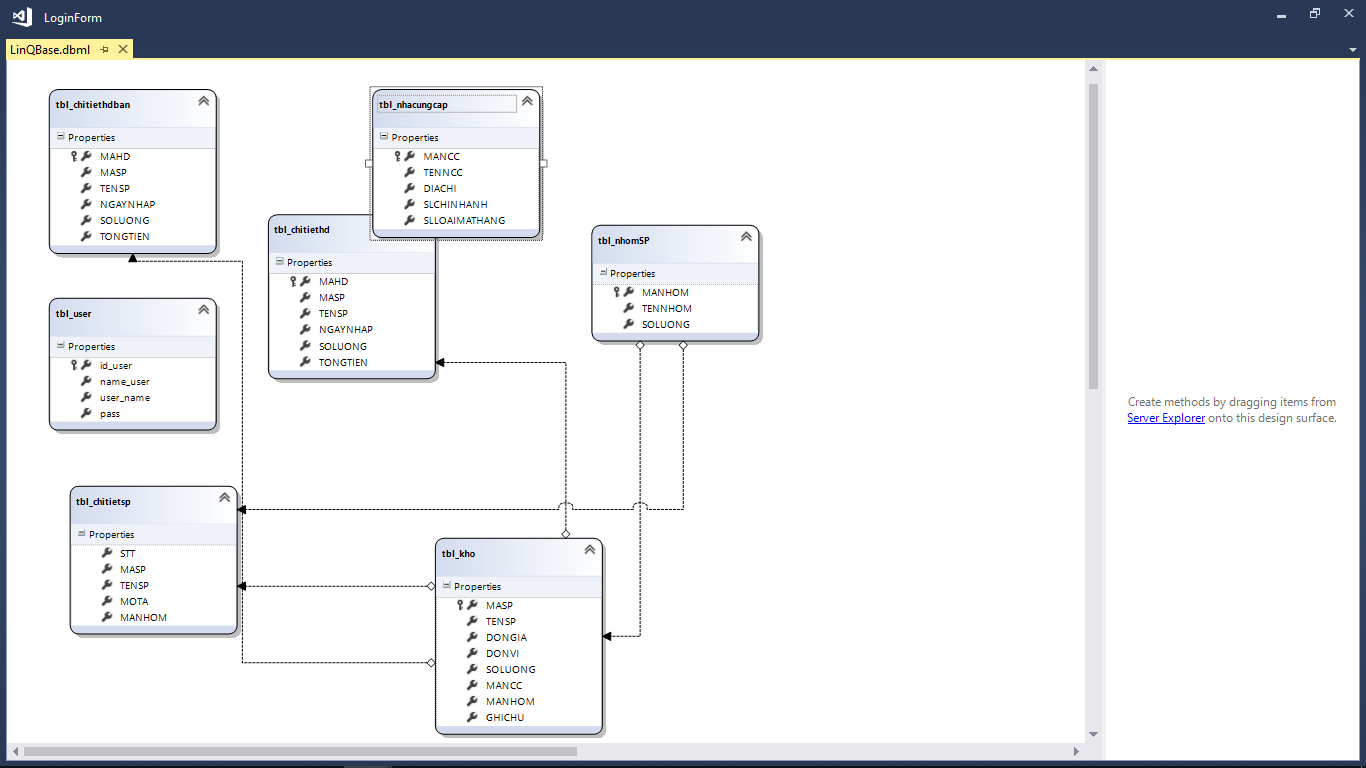 LoginForm
LinQBase.dbml
tbl_chitiethdban
Properties
MAHD
MASP
TENSP
NGAYNHAP
SOLUONG
TONGTIEN
tbl_nhacungcap
Properties
MANCC
TENNCC
DIACHI
SLCHINHANH
SLLOAIMATHANG
tbl_chitiethd
Properties
MAHD
MASP
TENSP
NGAYNHAP
SOLUONG
TONGTIEN
tbl_nhomSP
Properties
MANHOM
TENNHOM
SOLUONG
tbl_user
Properties
id_user
name_user
user_name
pass
tbl_chitietsp
Properties
STT
MASP
TENSP
MOTA
MANHOM
tbl_kho
Properties
MASP
TENSP
DONGIA
DONVI
SOLUONG
MANCC
MANHOM
GHICHU
Create methods by dragging items from
Server Explorer onto this design surface.